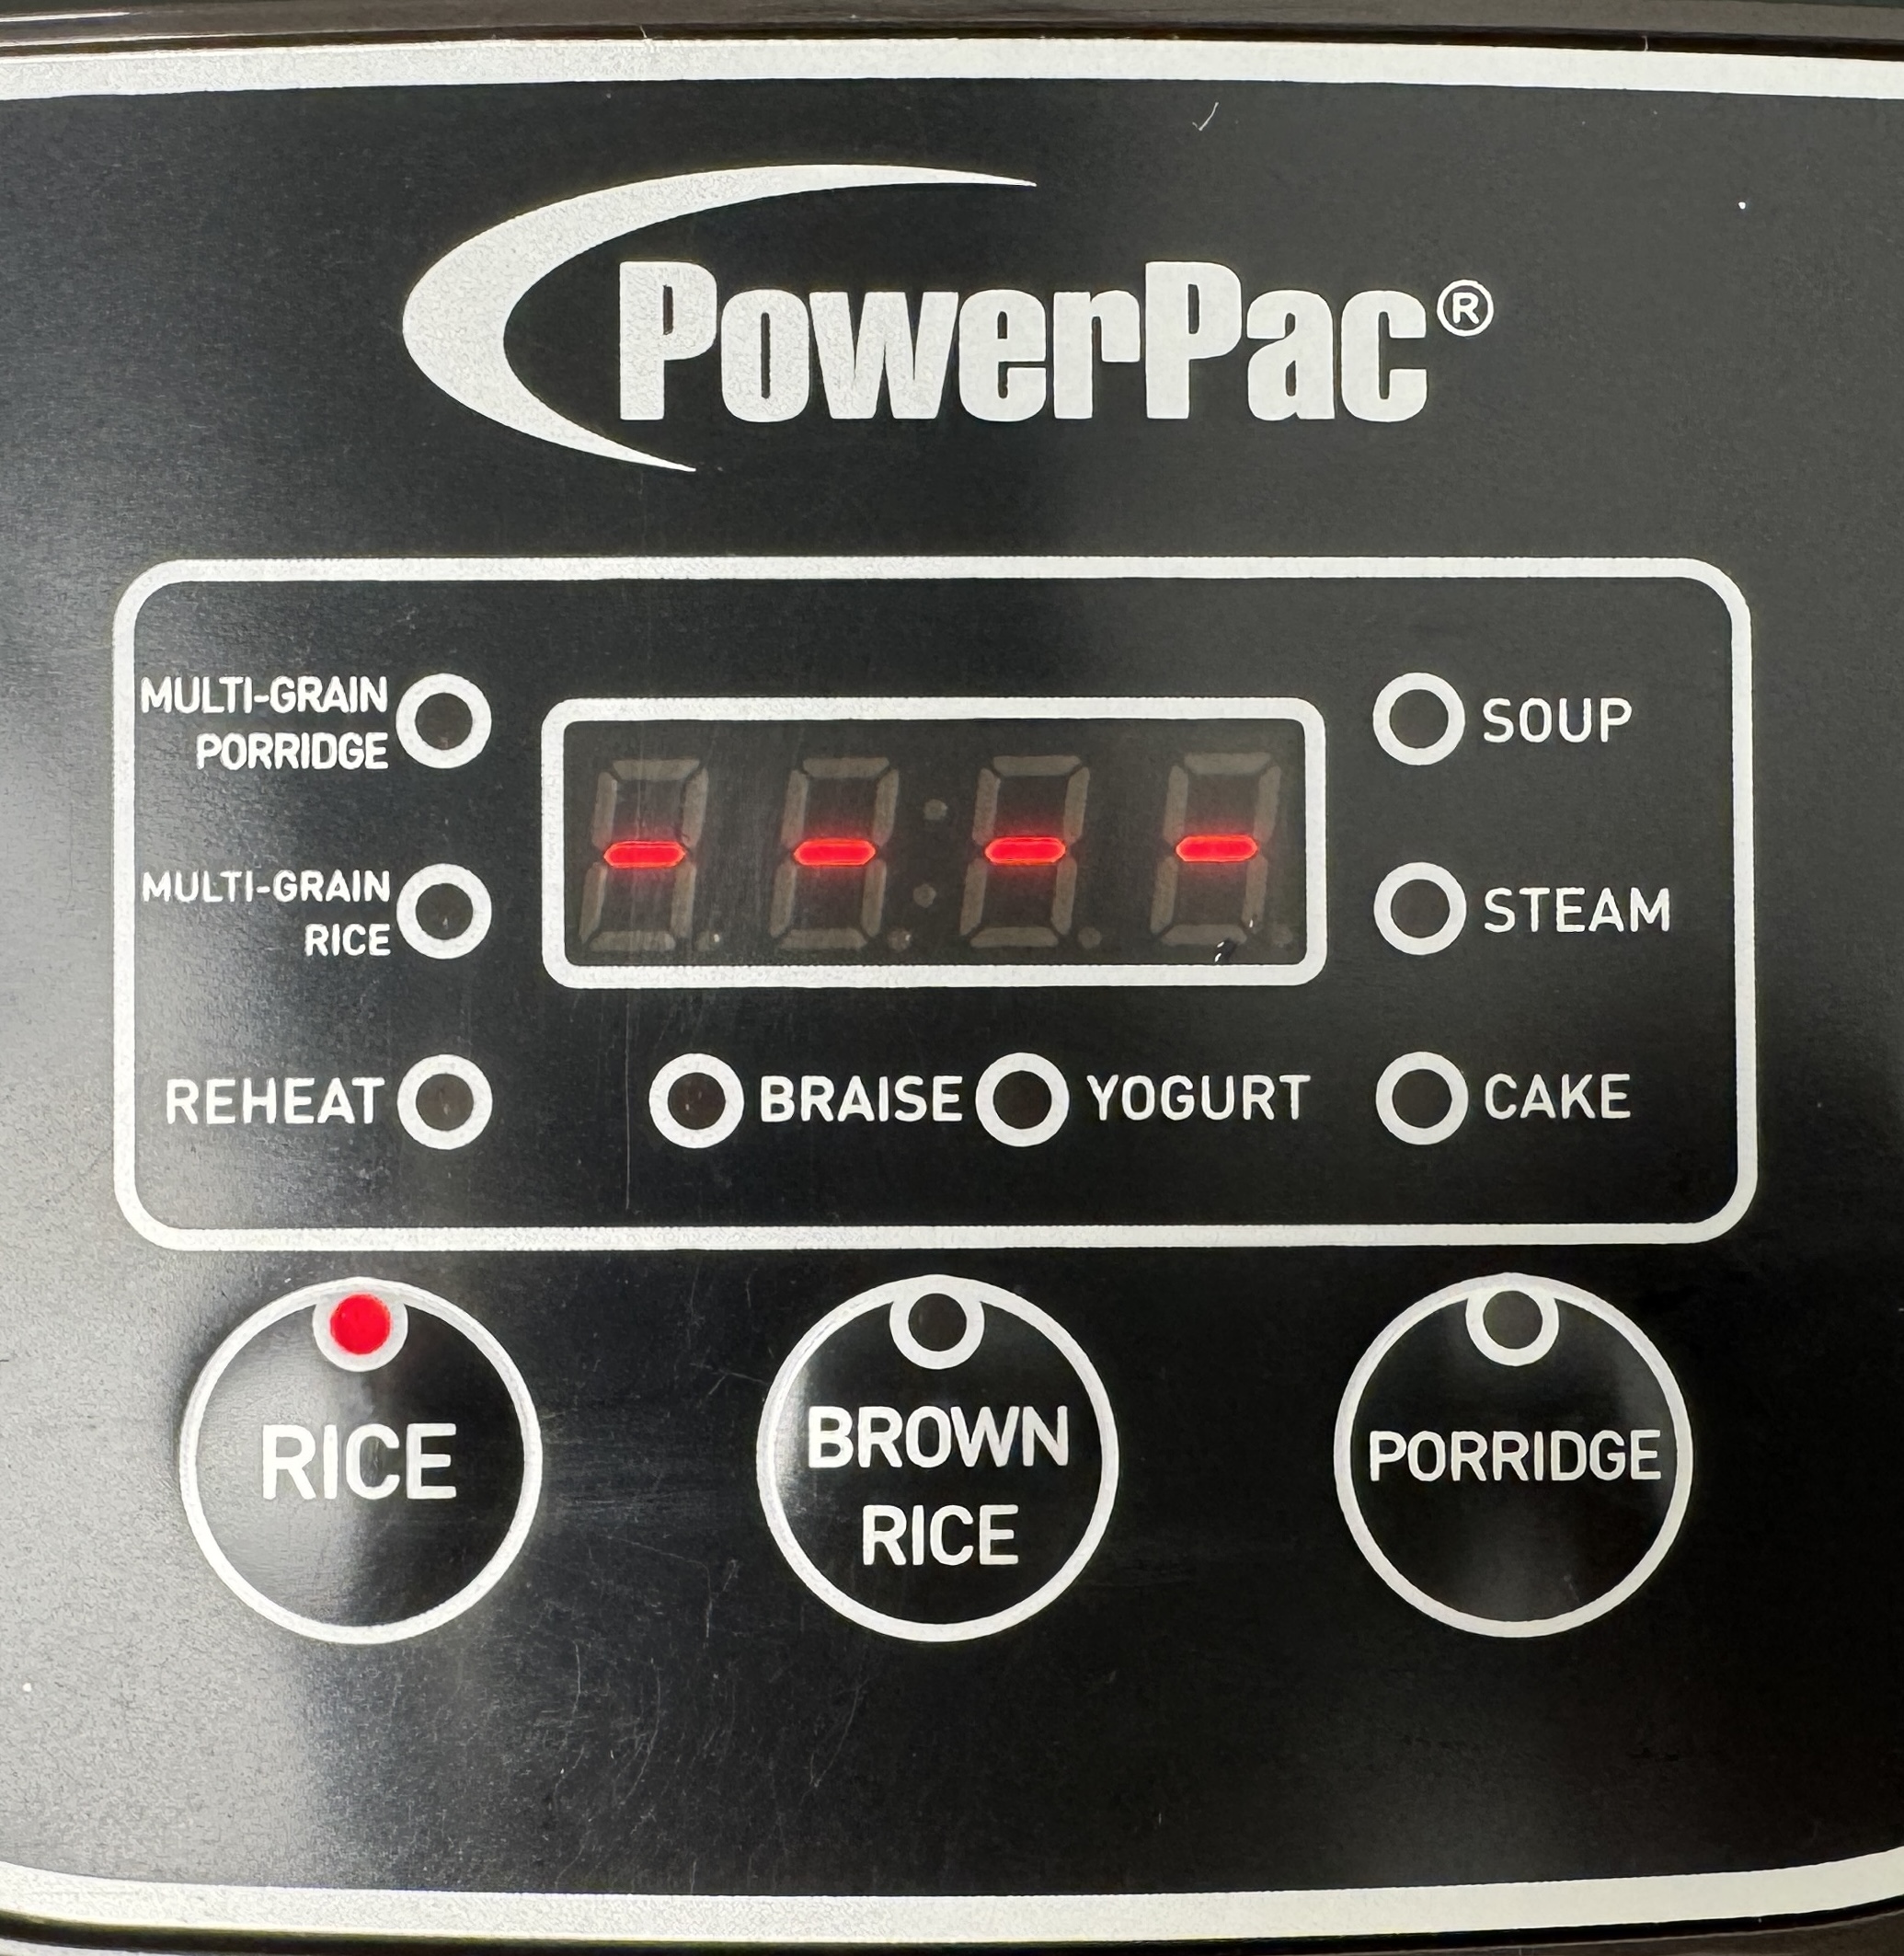 PowerPac®
MULTI-GRAIN
PORRIDGE
SOUP
- - - -
MULTI-GRAIN
RICE
STEAM
REHEAT
BRAISE
YOGURT
CAKE
RICE
BROWN
RICE
PORRIDGE